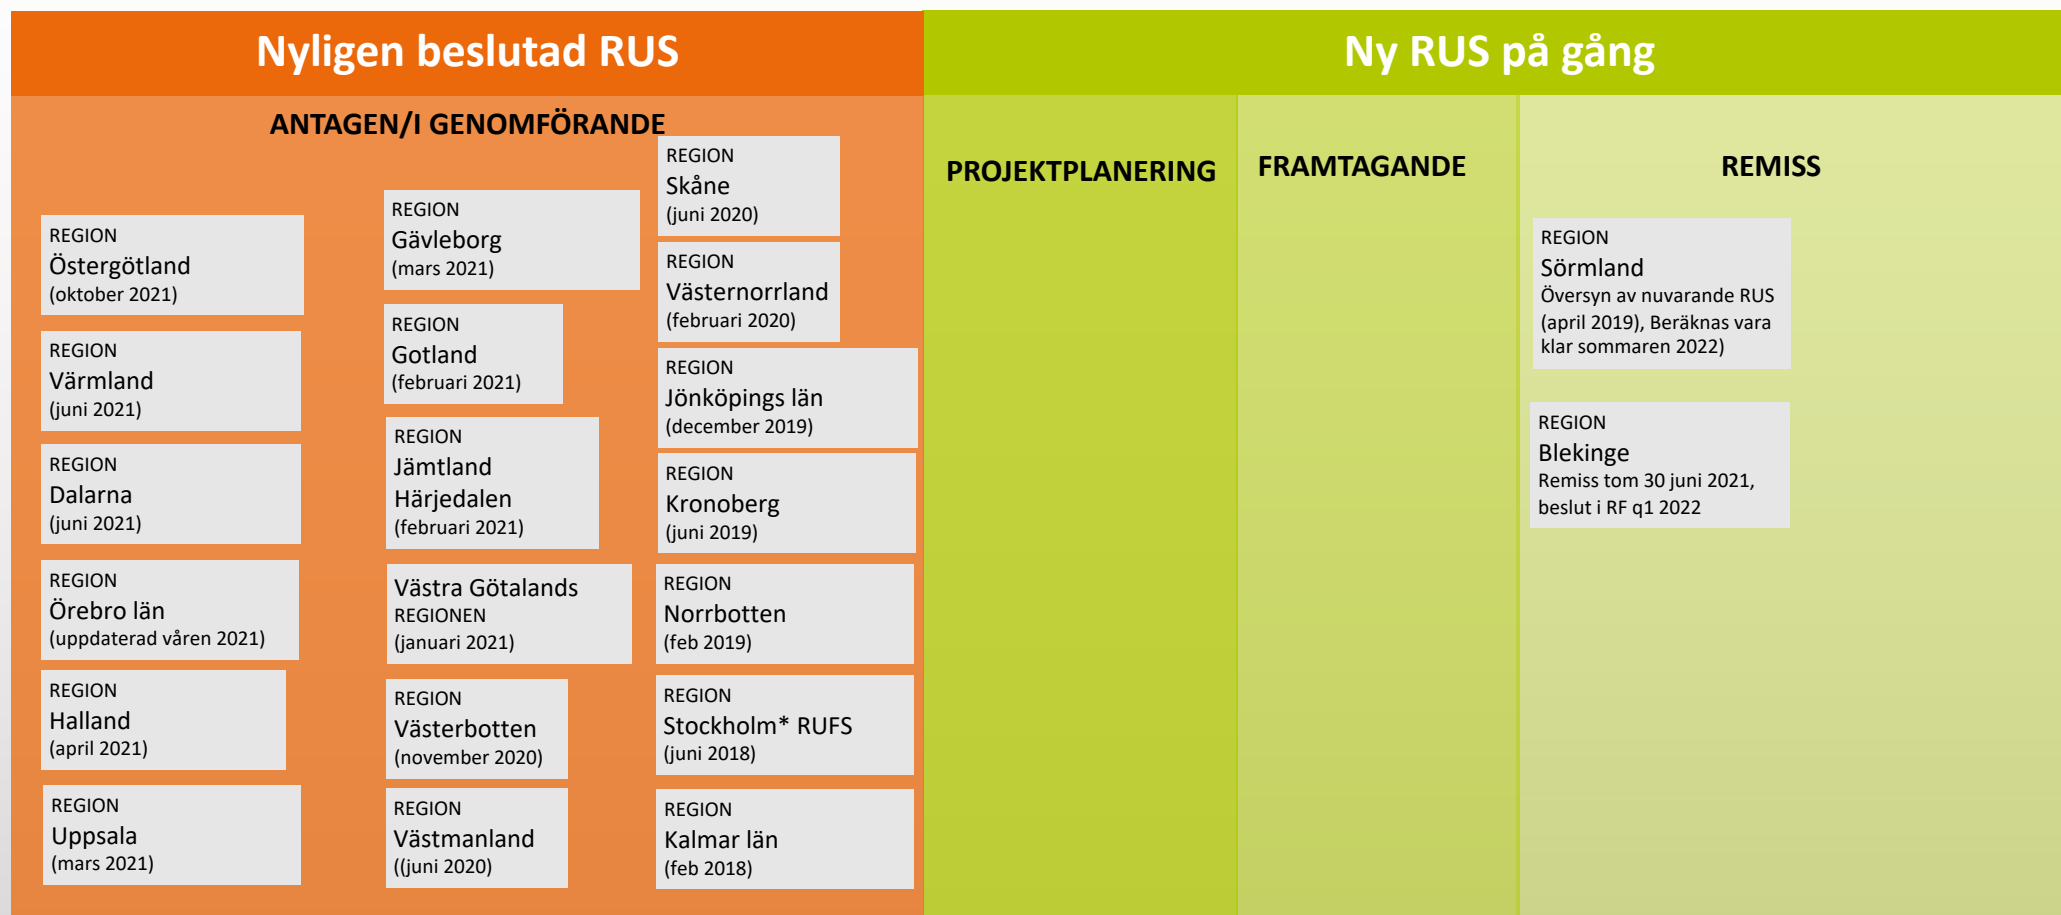 Nyligen beslutad RUS
ANTAGEN/I GENOMFÖRANDE
REGION
Östergötland
(oktober 2021)
REGION
Värmland
(juni 2021)
REGION
Dalarna
(juni 2021)
REGION
Örebro län
(uppdaterad våren 2021)
REGION
Halland
(april 2021)
REGION
Uppsala
(mars 2021)
REGION
Gävleborg
(mars 2021)
REGION
Gotland
(februari 2021)
REGION
Jämtland
Härjedalen
(februari 2021)
Västra Götalands
REGIONEN
(januari 2021)
REGION
Västerbotten
(november 2020)
REGION
Västmanland
((juni 2020)
REGION
Skåne
(juni 2020)
REGION
Västernorrland
(februari 2020)
REGION
Jönköpings län
(december 2019)
REGION
Kronoberg
(juni 2019)
REGION
Norrbotten
(feb 2019)
REGION
Stockholm* RUFS
(juni 2018)
REGION
Kalmar län
(feb 2018)
Ny RUS på gång
PROJEKTPLANERING
FRAMTAGANDE
REMISS
REGION
Sörmland
Översyn av nuvarande RUS
(april 2019), Beräknas vara
klar sommaren 2022)
REGION
Blekinge
Remiss tom 30 juni 2021,
beslut i RF q1 2022